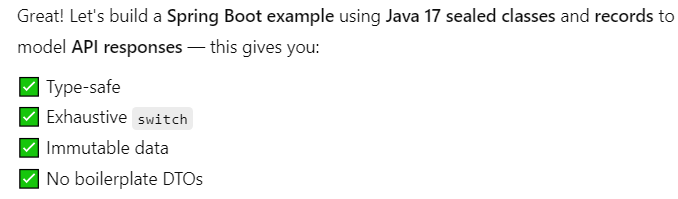 Great! Let's build a Spring Boot example using Java 17 sealed classes and records to
model API responses — this gives you:
✅ Type-safe
✅ Exhaustive switch
✅ Immutable data
✅ No boilerplate DTOs